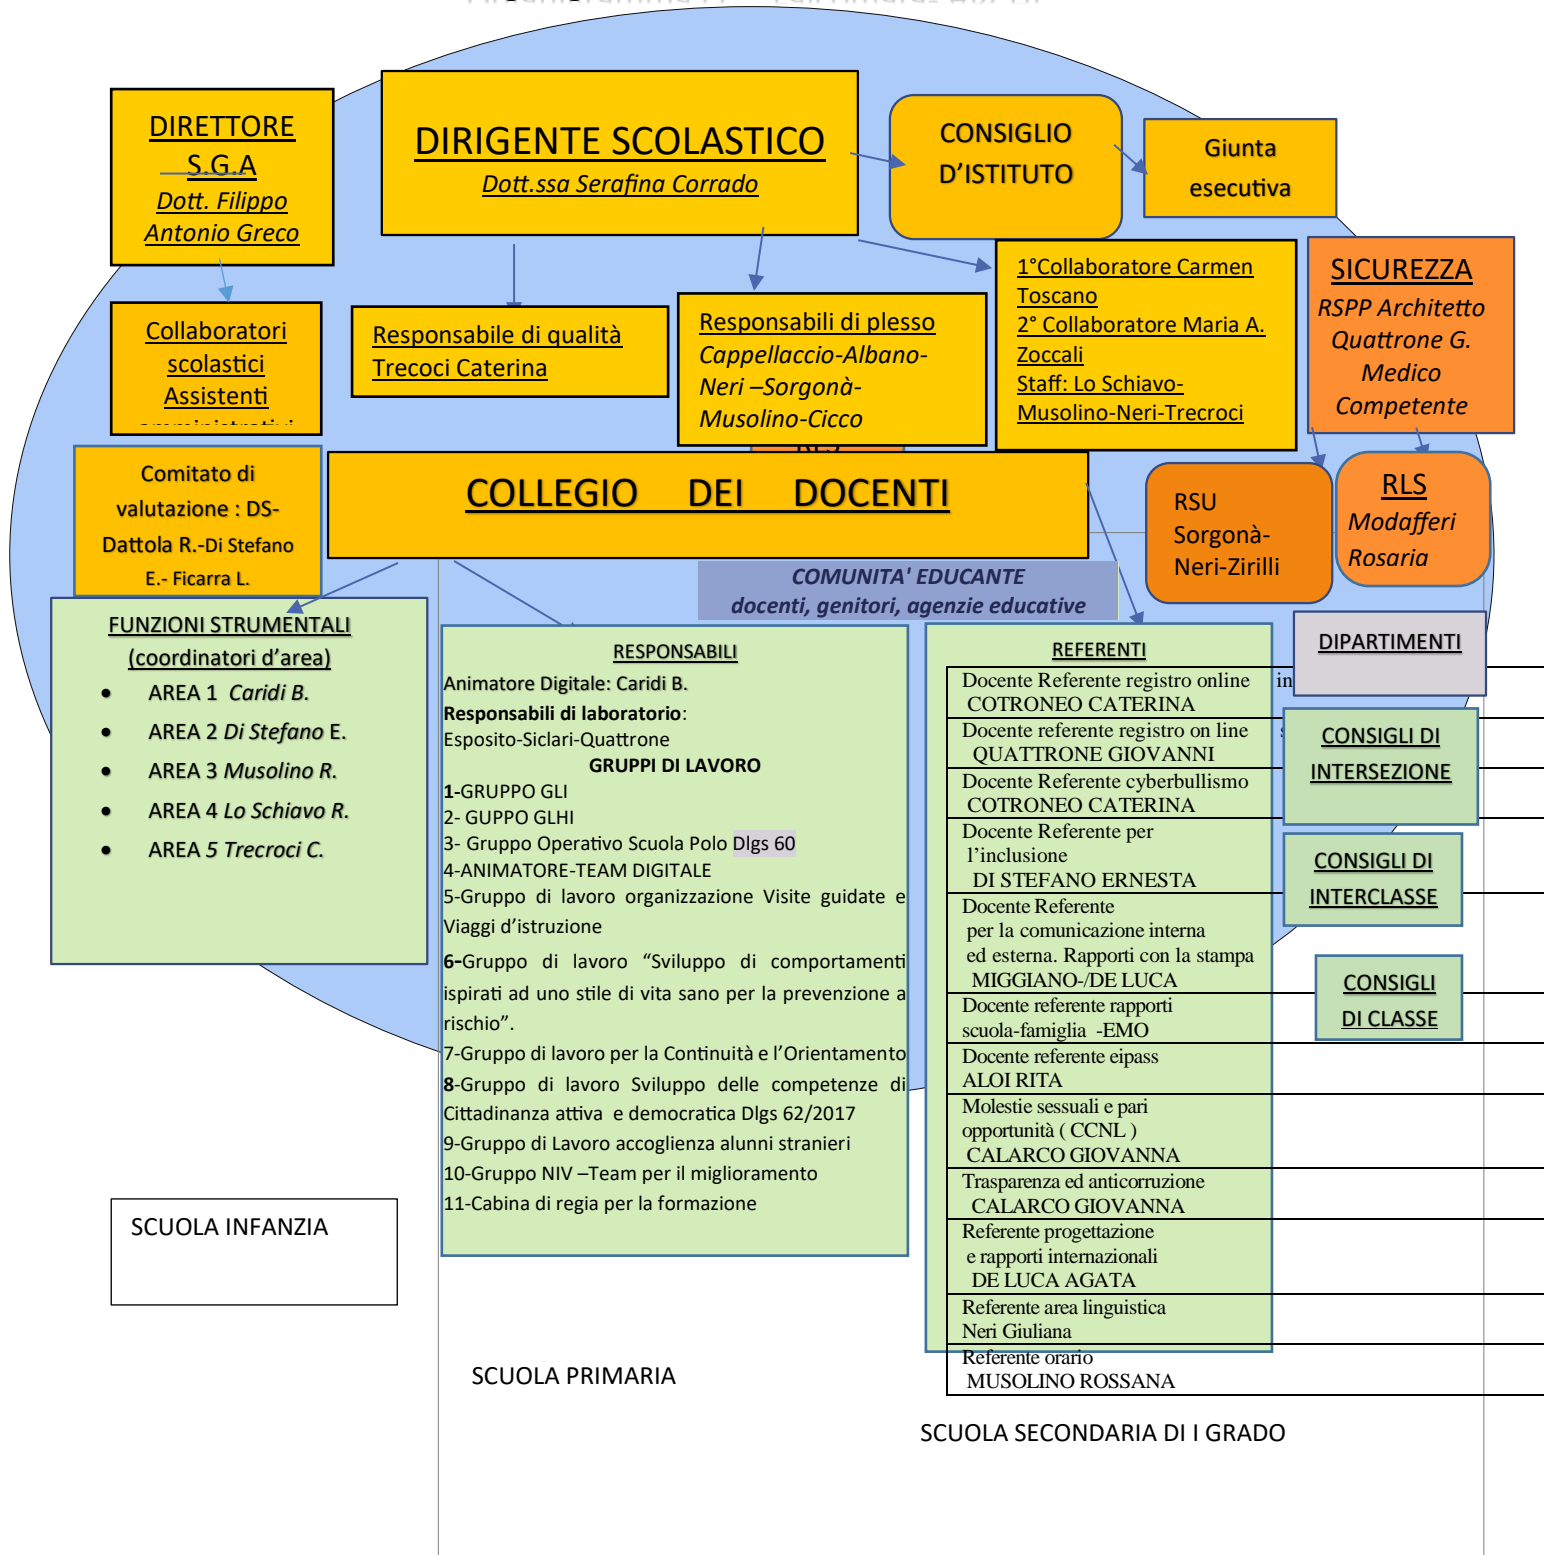 DIRETTORE
S.G.A
Dott. Filippo
Antonio Greco
DIRIGENTE SCOLASTICO
Dott.ssa Serafina Corrado
CONSIGLIO
D’ISTITUTO
Giunta
esecutiva
Collaboratori
scolastici
Assistenti
Responsabile di qualità
Trecoci Caterina
Responsabili di plesso
Cappellaccio-Albano-
Neri –Sorgonà-
Musolino-Cicco
1°Collaboratore Carmen
Toscano
2° Collaboratore Maria A.
Zoccali
Staff: Lo Schiavo-
Musolino-Neri-Trecroci
SICUREZZA
RSPP Architetto
Quattrone G.
Medico
Competente
Comitato di
valutazione : DS-
Dattola R.-Di Stefano
E.- Ficarra L.
COLLEGIO DEI DOCENTI
RSU
Sorgonà-
Neri-Zirilli
RLS
Modafferi
Rosaria
COMUNITA' EDUCANTE
docenti, genitori, agenzie educative
FUNZIONI STRUMENTALI
(coordinatori d’area)
• AREA 1 Caridi B.
• AREA 2 Di Stefano E.
• AREA 3 Musolino R.
• AREA 4 Lo Schiavo R.
• AREA 5 Trecroci C.
RESPONSABILI
Animatore Digitale: Caridi B.
Responsabili di laboratorio:
Esposito-Siclari-Quattrone
GRUPPI DI LAVORO
1-GRUPPO GLI
2- GUPPO GLHI
3- Gruppo Operativo Scuola Polo Dlgs 60
4-ANIMATORE-TEAM DIGITALE
5-Gruppo di lavoro organizzazione Visite guidate e
Viaggi d’istruzione
6-Gruppo di lavoro “Sviluppo di comportamenti
ispirati ad uno stile di vita sano per la prevenzione a
rischio”.
7-Gruppo di lavoro per la Continuità e l’Orientamento
8-Gruppo di lavoro Sviluppo delle competenze di
Cittadinanza attiva e democratica Dlgs 62/2017
9-Gruppo di Lavoro accoglienza alunni stranieri
10-Gruppo NIV –Team per il miglioramento
11-Cabina di regia per la formazione
REFERENTI
Docente Referente registro online in
COTRONEO CATERINA
Docente referente registro on line
QUATTRONE GIOVANNI
Docente Referente cyberbullismo
COTRONEO CATERINA
Docente Referente per
l’inclusione
DI STEFANO ERNESTA
Docente Referente
per la comunicazione interna
ed esterna. Rapporti con la stampa
MIGGIANO-/DE LUCA
Docente referente rapporti
scuola-famiglia -EMO
Docente referente eipass
ALOI RITA
Molestie sessuali e pari
opportunità ( CCNL )
CALARCO GIOVANNA
Trasparenza ed anticorruzione
CALARCO GIOVANNA
Referente progettazione
e rapporti internazionali
DE LUCA AGATA
Referente area linguistica
Neri Giuliana
Referente orario
MUSOLINO ROSSANA
DIPARTIMENTI
CONSIGLI DI
INTERSEZIONE
CONSIGLI DI
INTERCLASSE
CONSIGLI
DI CLASSE
SCUOLA INFANZIA
SCUOLA PRIMARIA
SCUOLA SECONDARIA DI I GRADO